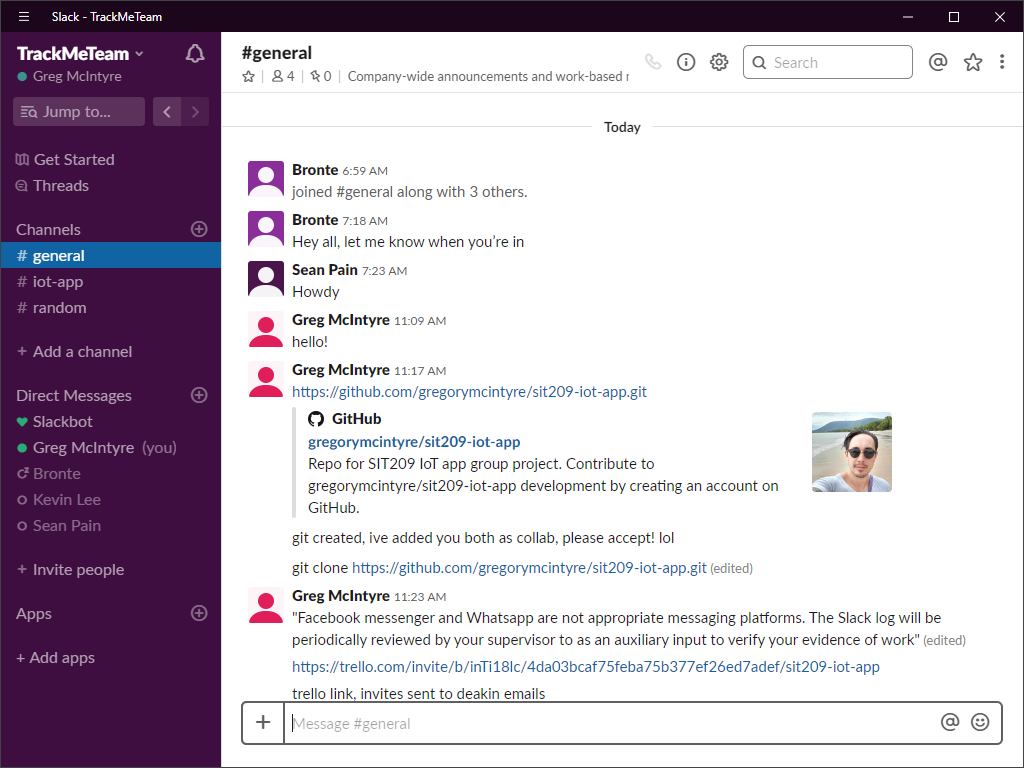 Slack - TrackMeTeam
TrackMeTeam
Greg McIntyre
Jump to...
Get Started
Threads
Channels
# general
# iot-app
# random
+ Add a channel
Direct Messages
Slackbot
Greg McIntyre (you)
Bronte
Kevin Lee
Sean Pain
+ Invite people
Apps
+ Add apps
#general
4
0
Company-wide announcements and work-based
Search
Today
Bronte 6:59 AM
joined #general along with 3 others.
Bronte 7:18 AM
Hey all, let me know when you’re in
Sean Pain 7:23 AM
Howdy
Greg McIntyre 11:09 AM
hello!
Greg McIntyre 11:17 AM
https://github.com/gregorymcintyre/sit209-iot-app.git
GitHub
gregorymcintyre/sit209-iot-app
Repo for SIT209 IoT app group project. Contribute to
gregorymcintyre/sit209-iot-app development by creating an account on
GitHub.
git created, ive added you both as collab, please accept! lol
git clone https://github.com/gregorymcintyre/sit209-iot-app.git (edited)
Greg McIntyre 11:23 AM
"Facebook messenger and Whatsapp are not appropriate messaging platforms. The Slack log will be
periodically reviewed by your supervisor to as an auxiliary input to verify your evidence of work" (edited)
https://trello.com/invite/b/inTi18lc/4da03bcaf75feba75b377ef26ed7adef/sit209-iot-app
trello link, invites sent to deakin emails
Message #general